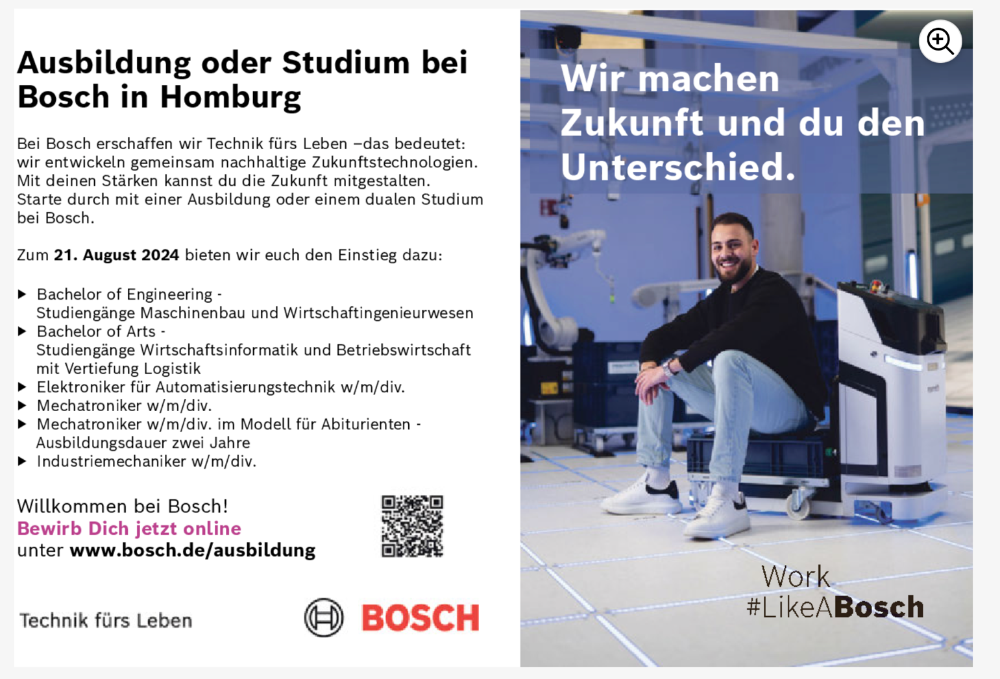 Ausbildung oder Studium bei
Bosch in Homburg
Bei Bosch erschaffen wir Technik fürs Leben –das bedeutet:
wir entwickeln gemeinsam nachhaltige Zukunftstechnologien.
Mit deinen Stärken kannst du die Zukunft mitgestalten.
Starte durch mit einer Ausbildung oder einem dualen Studium
bei Bosch.
Zum 21. August 2024 bieten wir euch den Einstieg dazu:
▶ Bachelor of Engineering -
Studiengänge Maschinenbau und Wirtschaftingenieurwesen
▶ Bachelor of Arts -
Studiengänge Wirtschaftsinformatik und Betriebswirtschaft
mit Vertiefung Logistik
▶ Elektroniker für Automatisierungstechnik w/m/div.
▶ Mechatroniker w/m/div.
▶ Mechatroniker w/m/div. im Modell für Abiturienten -
Ausbildungsdauer zwei Jahre
▶ Industriemechaniker w/m/div.
Willkommen bei Bosch!
Bewirb Dich jetzt online
unter www.bosch.de/ausbildung
Technik fürs Leben
BOSCH
Wir machen
Zukunft und du den
Unterschied.
Work
#LikeABosch